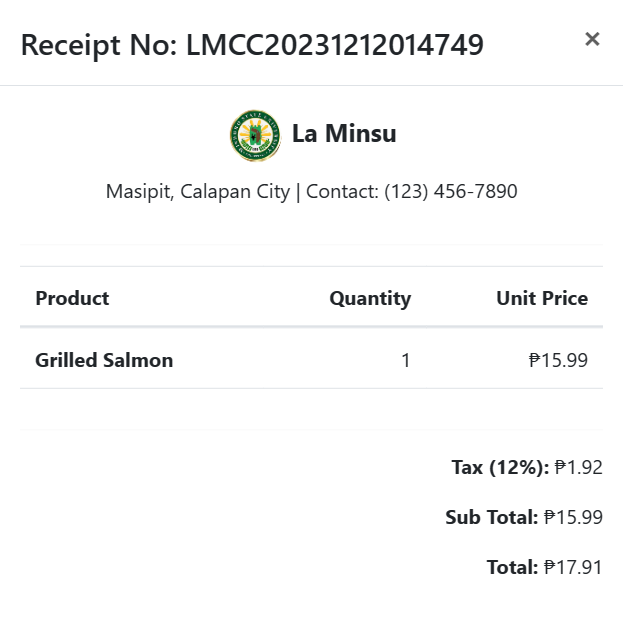 Receipt No: LMCC20231212014749 ×
La Minsu
Masipit, Calapan City | Contact: (123) 456-7890
Product Quantity Unit Price
Grilled Salmon 1 ₱15.99
Tax (12%): ₱1.92
Sub Total: ₱15.99
Total: ₱17.91